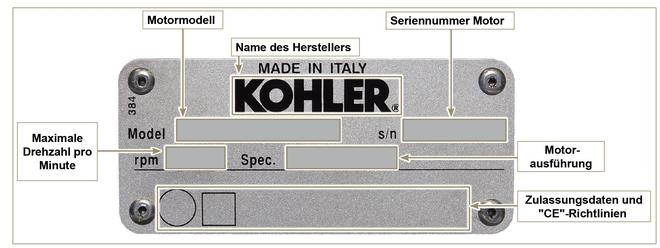 Motormodell
Seriennummer Motor
Name des Herstellers
MADE IN ITALY
KOHLER®
384
Model
s/n
Maximale
Drehzahl pro
Minute
rpm
Spec.
Motor-
ausführung
Zulassungsdaten und
"CE"-Richtlinien